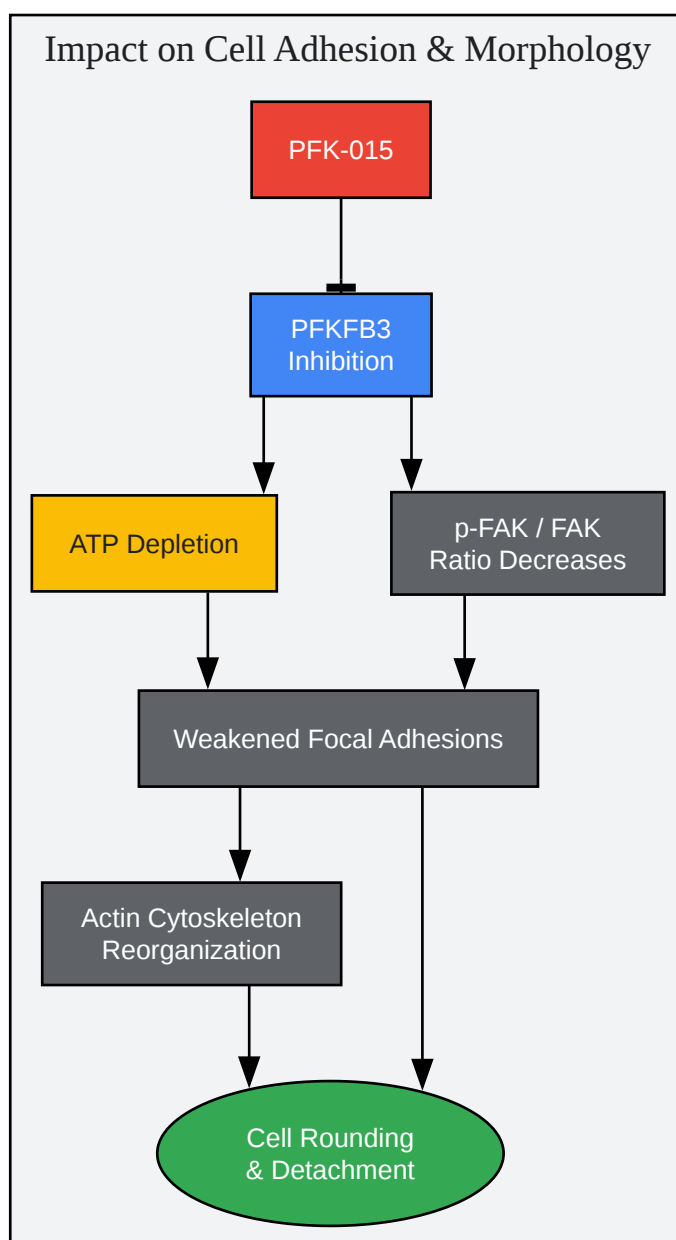 Impact on Cell Adhesion & Morphology
PFK-015
PFKFB3
Inhibition
ATP Depletion
p-FAK / FAK
Ratio Decreases
Weakened Focal Adhesions
Actin Cytoskeleton
Reorganization
Cell Rounding
& Detachment